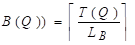 B(Q)) = ⌈ T(Q) / L_B ⌉